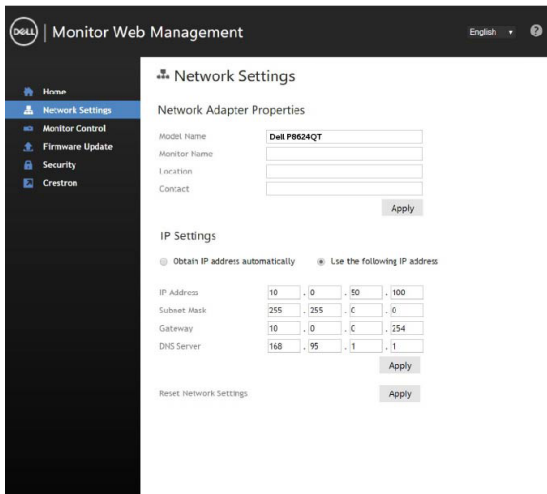 DELL | Monitor Web Management
English
?
Home
Network Settings
Monitor Control
Firmware Update
Security
Crestron
Network Settings
Network Adapter Properties
Model Name Dell P8624QT
Monitor Name
Location
Contact
Apply
IP Settings
Obtain IP address automatically Use the following IP address
IP Address 10 . 0 . 50 . 100
Subnet Mask 255 . 255 . 0 . 0
Gateway 10 . 0 . 0 . 254
DNS Server 168 . 95 . 1 . 1
Apply
Reset Network Settings Apply